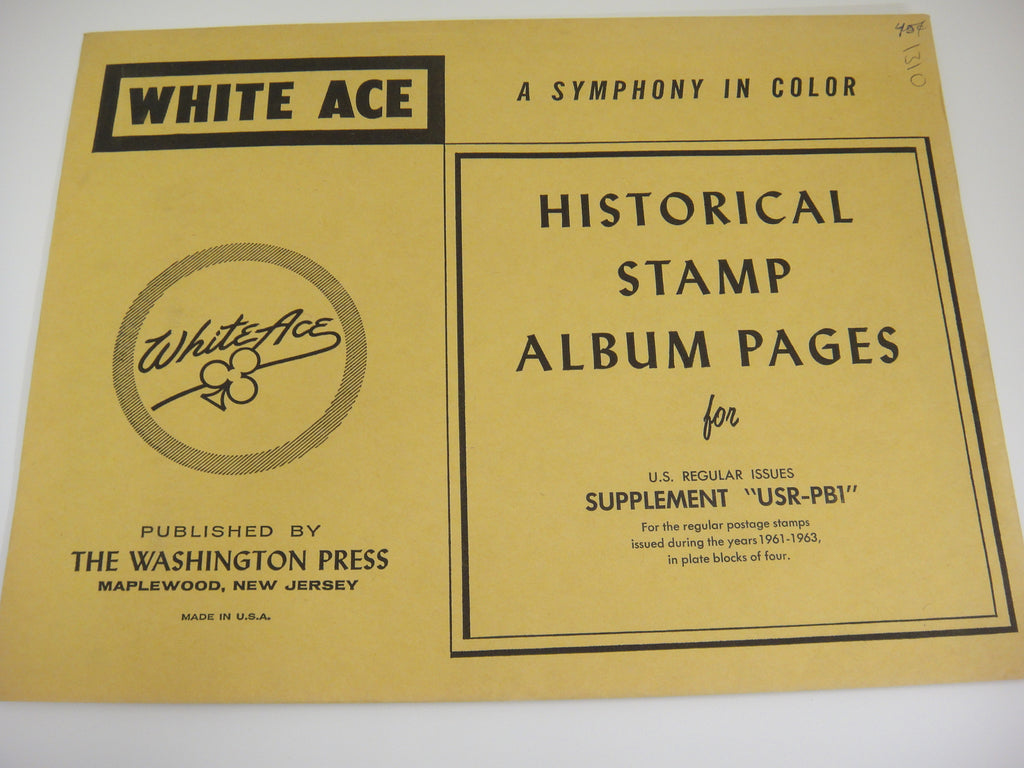 WHITE ACE
A SYMPHONY IN COLOR
45¢
1310
HISTORICAL
STAMP
ALBUM PAGES
for
U.S. REGULAR ISSUES
SUPPLEMENT "USR-PB1"
For the regular postage stamps
issued during the years 1961-1963,
in plate blocks of four.
White Ace
PUBLISHED BY
THE WASHINGTON PRESS
MAPLEWOOD, NEW JERSEY
MADE IN U.S.A.